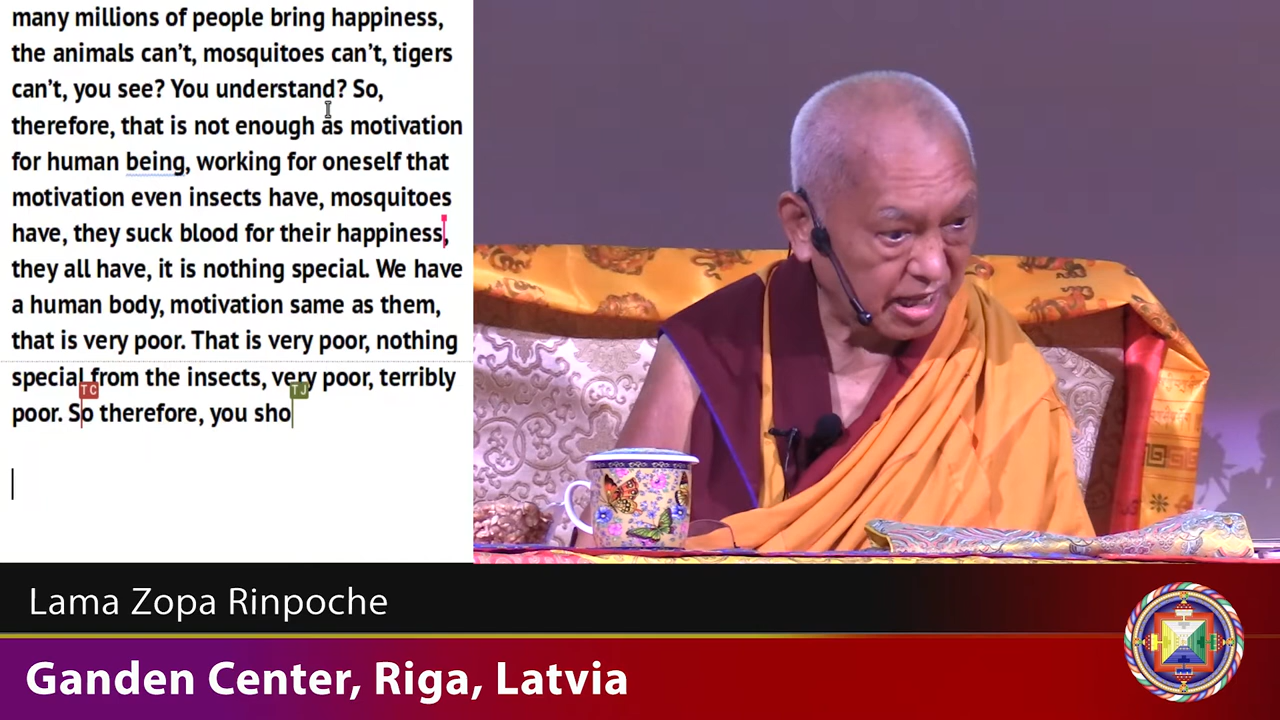 many millions of people bring happiness,
the animals can't, mosquitoes can't, tigers
can't, you see? You understand? So,
therefore, that is not enough as motivation
for human being, working for oneself that
motivation even insects have, mosquitoes
have, they suck blood for their happiness,
they all have, it is nothing special. We have
a human body, motivation same as them,
that is very poor. That is very poor, nothing
special from the insects, very poor, terribly
TC TJ
poor. So therefore, you sho
Lama Zopa Rinpoche
Ganden Center, Riga, Latvia